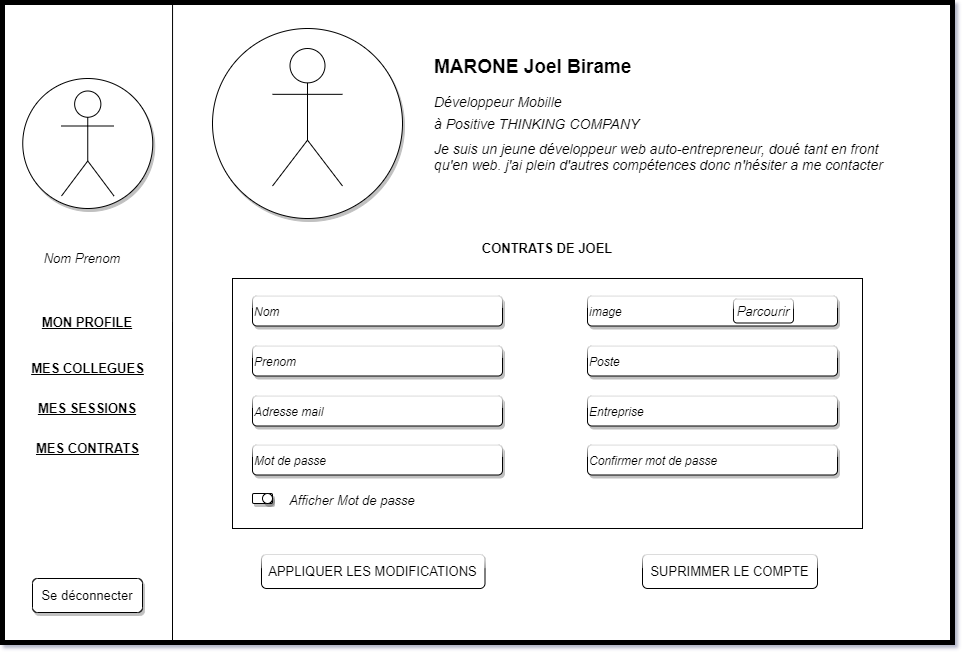 Nom Prenom
MON PROFILE
MES COLLEGUES
MES SESSIONS
MES CONTRATS
Se déconnecter
MARONE Joel Birame
Développeur Mobille
à Positive THINKING COMPANY
Je suis un jeune développeur web auto-entrepreneur, doué tant en front
qu'en web. j'ai plein d'autres compétences donc n'hésiter a me contacter
CONTRATS DE JOEL
Nom
image Parcourir
Prenom
Poste
Adresse mail
Entreprise
Mot de passe
Confirmer mot de passe
Afficher Mot de passe
APPLIQUER LES MODIFICATIONS
SUPRIMMER LE COMPTE